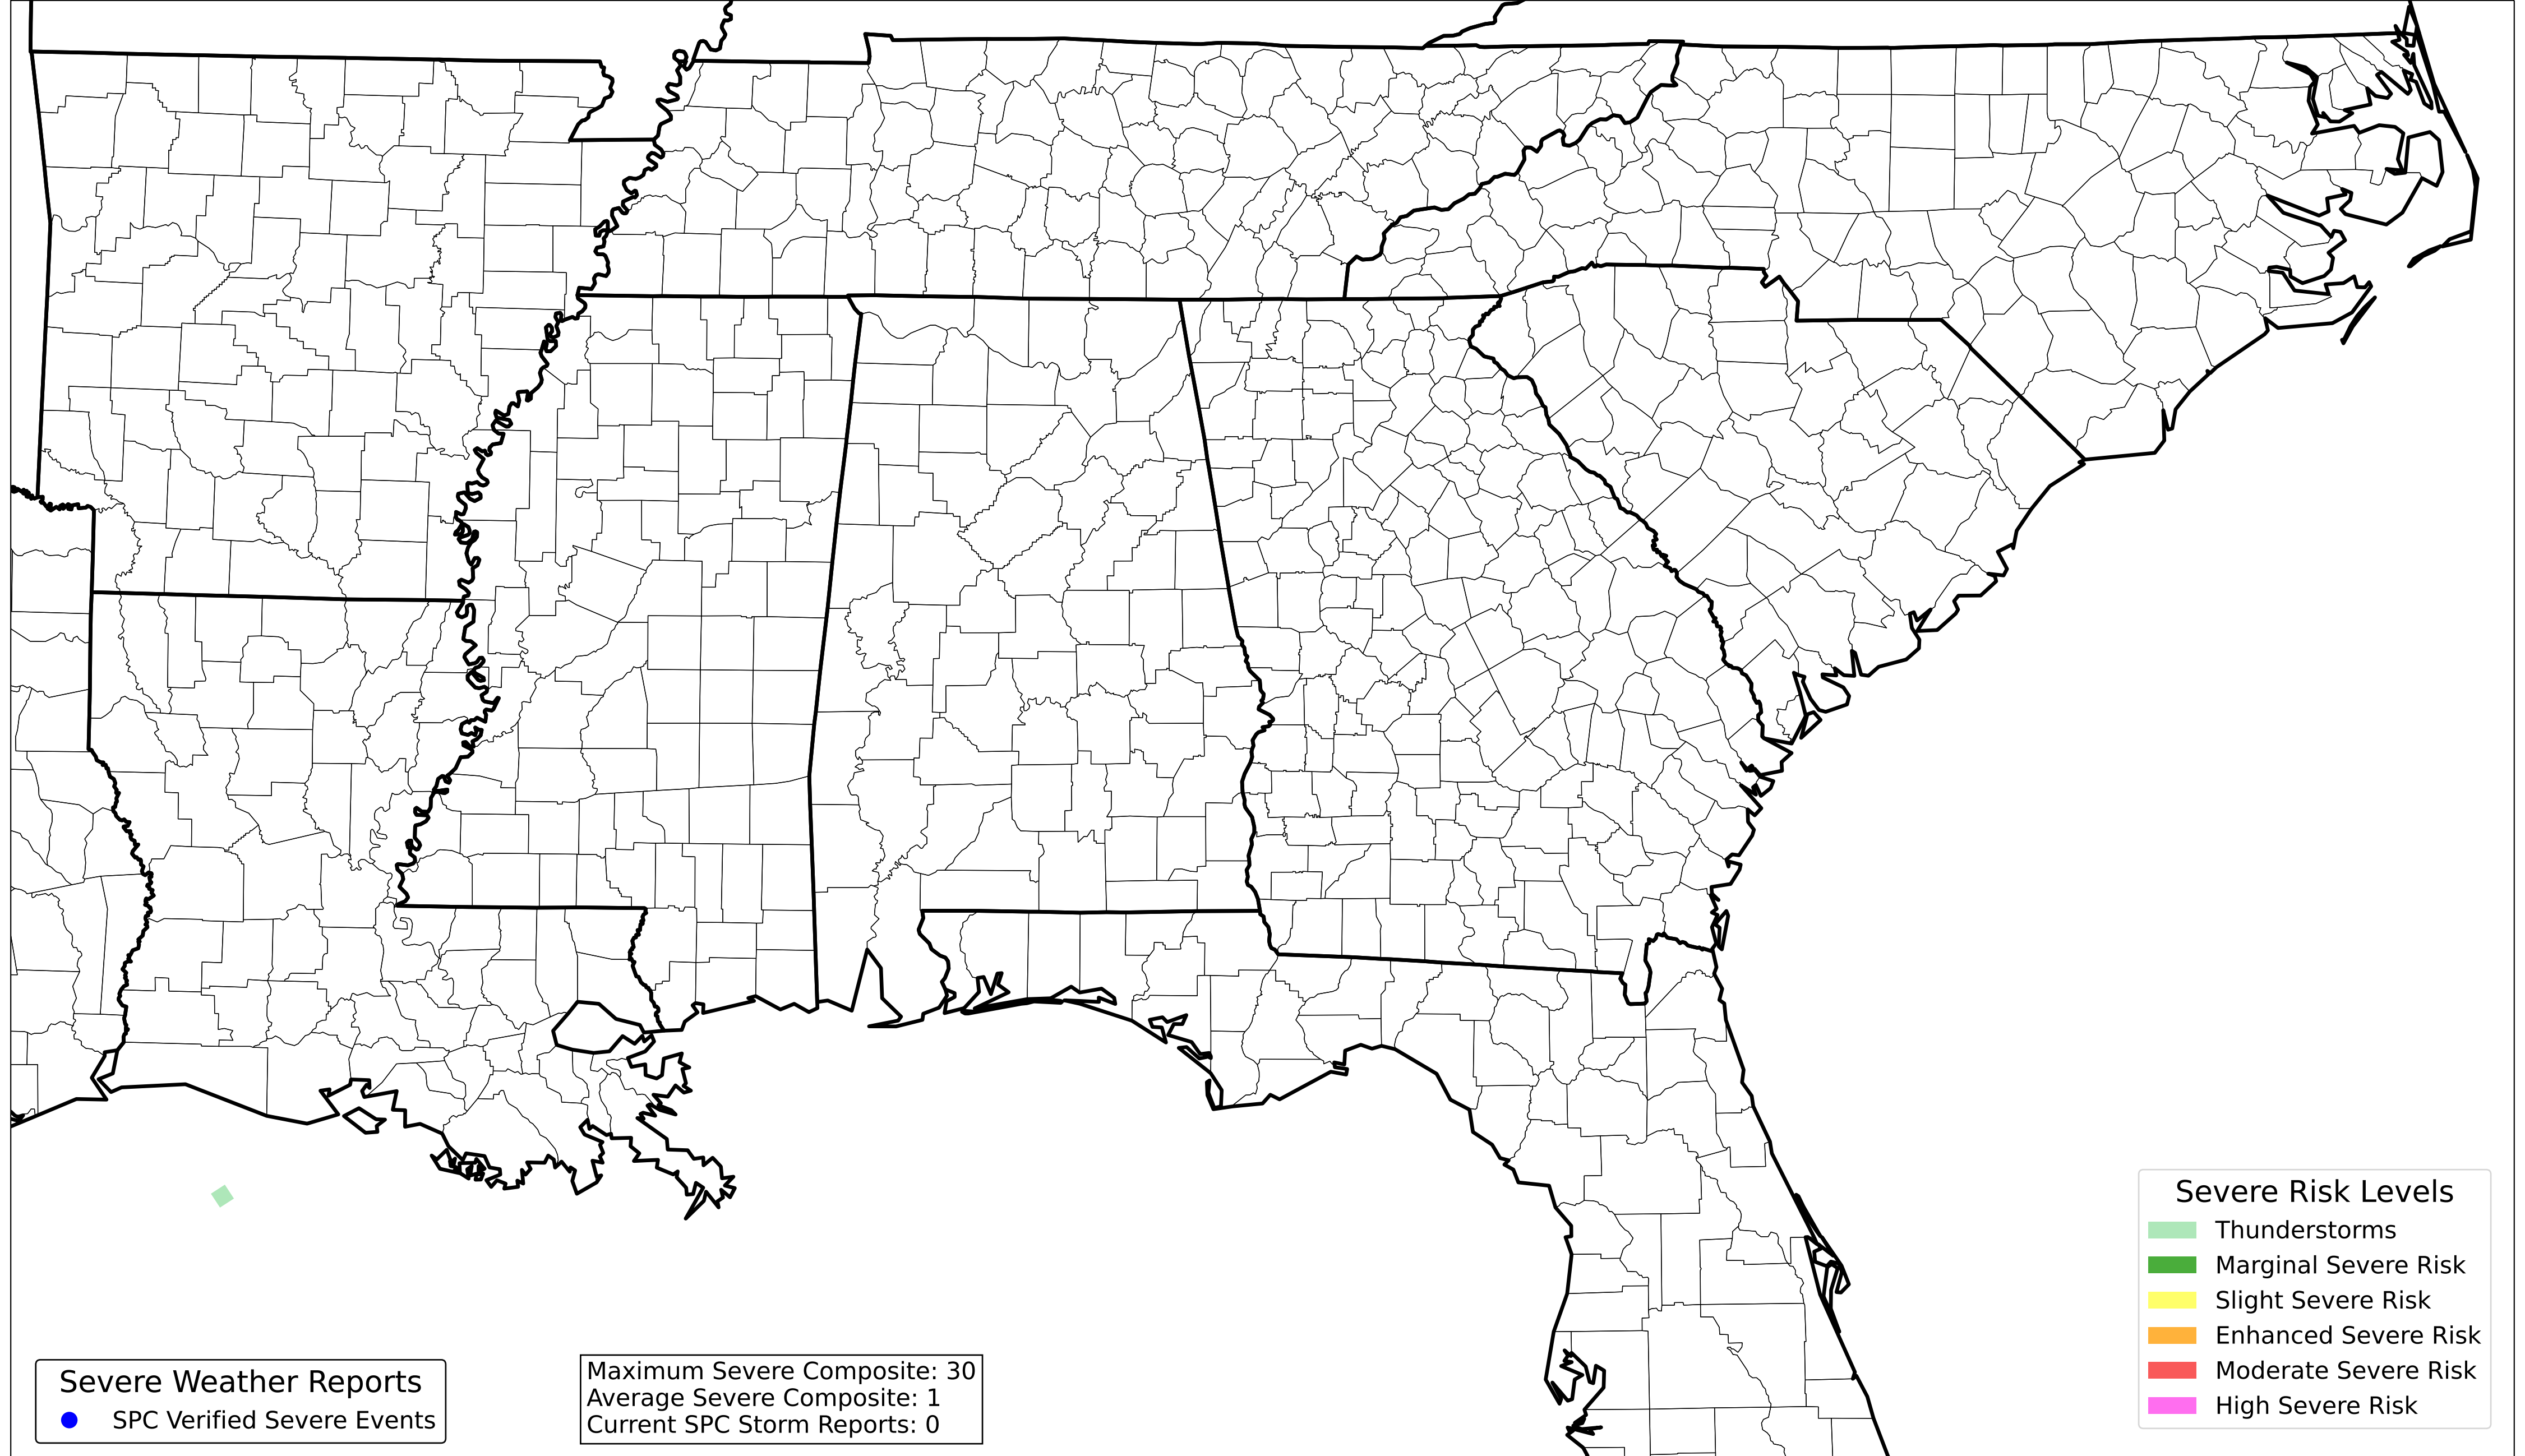 Severe Weather Reports
SPC Verified Severe Events
Maximum Severe Composite: 30
Average Severe Composite: 1
Current SPC Storm Reports: 0
Severe Risk Levels
Thunderstorms
Marginal Severe Risk
Slight Severe Risk
Enhanced Severe Risk
Moderate Severe Risk
High Severe Risk